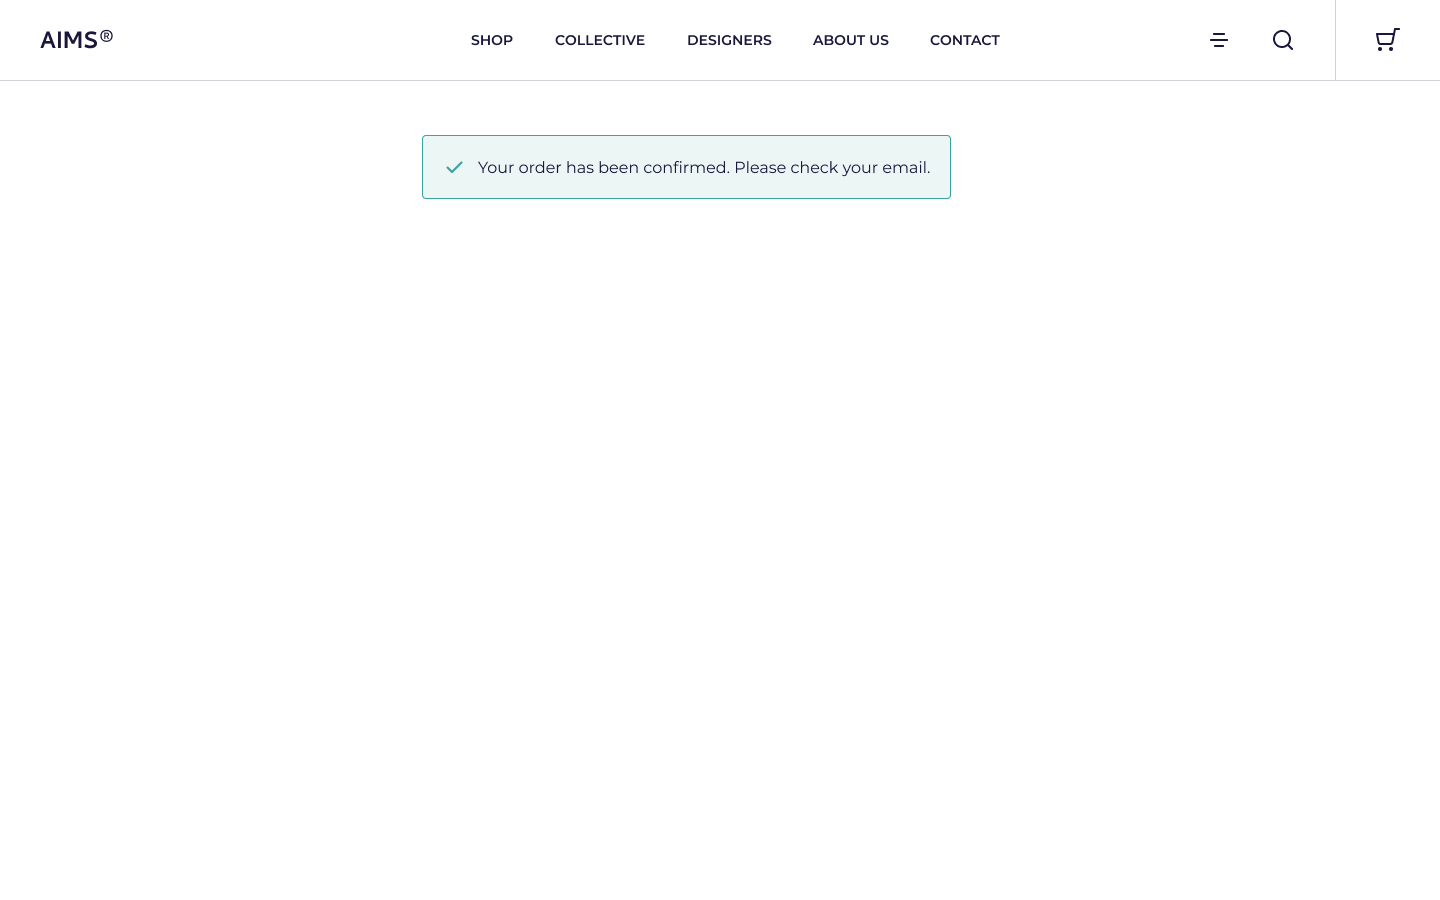 AIMS®
SHOP COLLECTIVE DESIGNERS ABOUT US CONTACT
Your order has been confirmed. Please check your email.